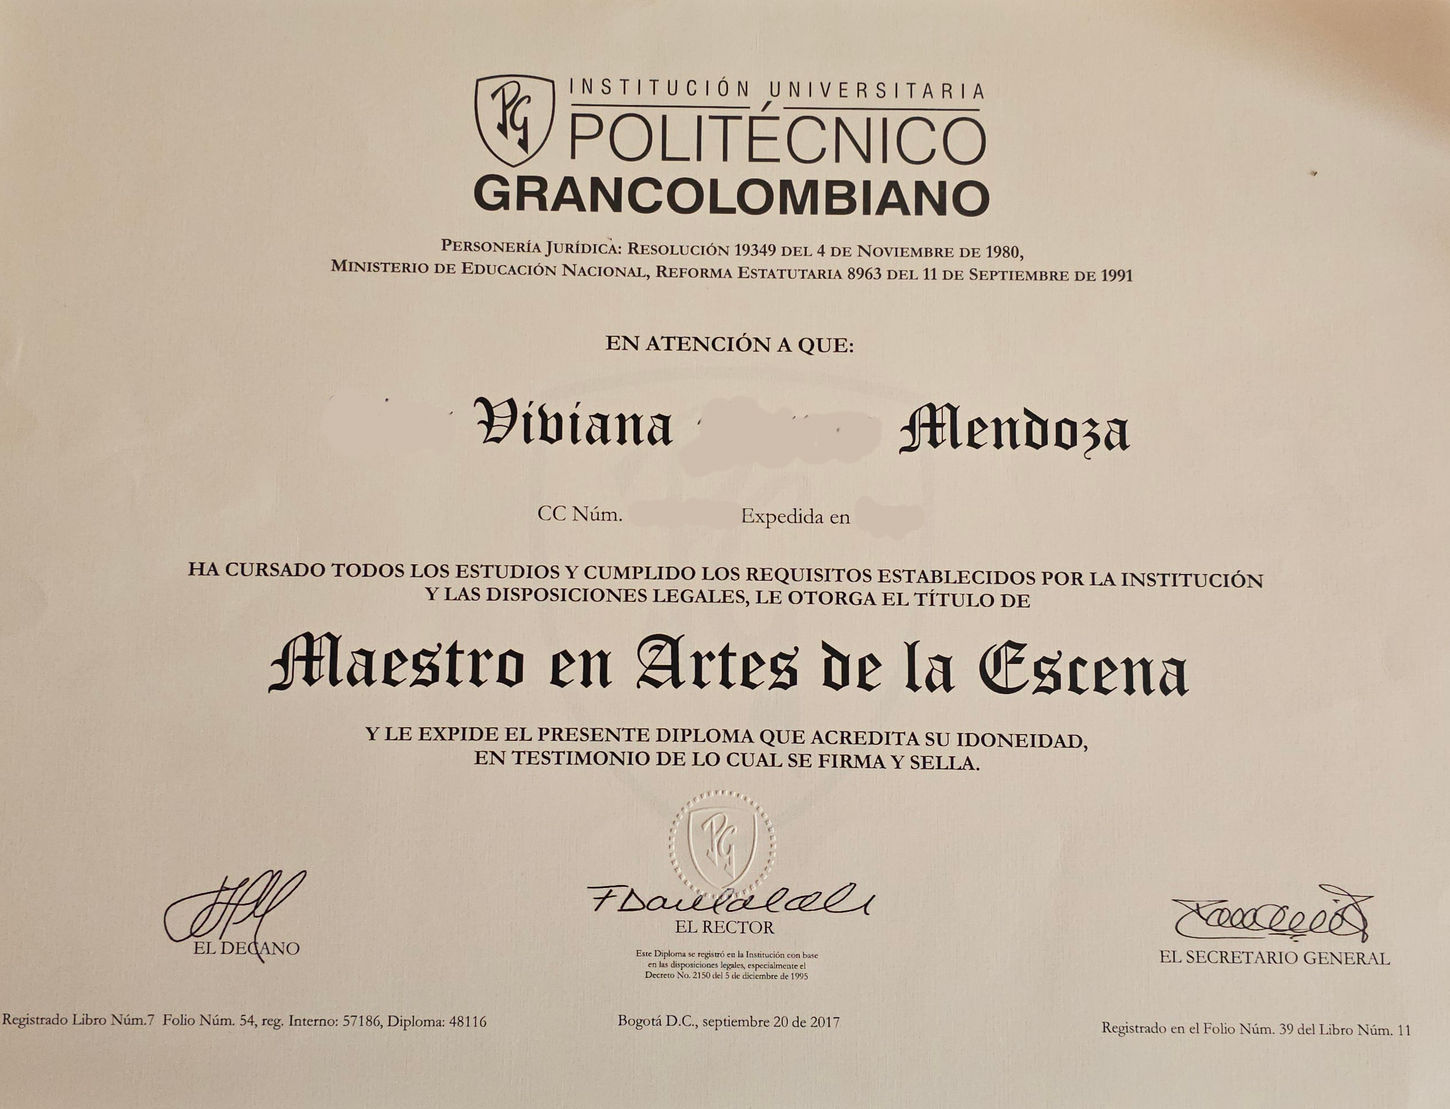 PG
INSTITUCIÓN UNIVERSITARIA
POLITÉCNICO
GRANCOLOMBIANO
PERSONERÍA JURÍDICA: RESOLUCIÓN 19349 DEL 4 DE NOVIEMBRE DE 1980,
MINISTERIO DE EDUCACIÓN NACIONAL, REFORMA ESTATUTARIA 8963 DEL 11 DE SEPTIEMBRE DE 1991
EN ATENCIÓN A QUE:
Viviana Mendoza
CC Núm. Expedida en
HA CURSADO TODOS LOS ESTUDIOS Y CUMPLIDO LOS REQUISITOS ESTABLECIDOS POR LA INSTITUCIÓN
Y LAS DISPOSICIONES LEGALES, LE OTORGA EL TÍTULO DE
Maestro en Artes de la Escena
Y LE EXPIDE EL PRESENTE DIPLOMA QUE ACREDITA SU IDONEIDAD,
EN TESTIMONIO DE LO CUAL SE FIRMA Y SELLA.
PG
EL DECANO
EL RECTOR
EL SECRETARIO GENERAL
Este Diploma se registró en la Institución con base
en las disposiciones legales, especialmente el
Decreto No. 2150 del 5 de diciembre de 1995
Registrado Libro Núm.7 Folio Núm. 54, reg. Interno: 57186, Diploma: 48116
Bogotá D.C., septiembre 20 de 2017
Registrado en el Folio Núm. 39 del Libro Núm. 11